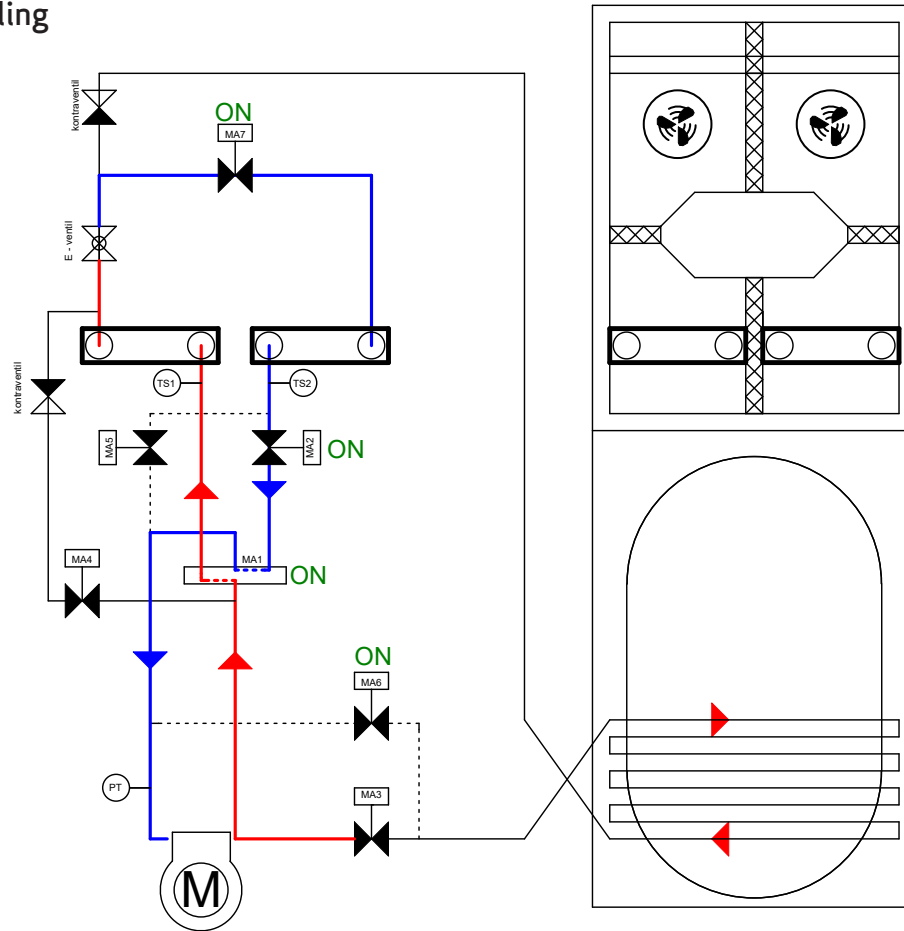 ling
kontraventil
ON
MA7
E - ventil
TS1
TS2
kontraventil
MA5
MA2
ON
MA1
MA4
ON
ON
MA6
PT
MA3
M